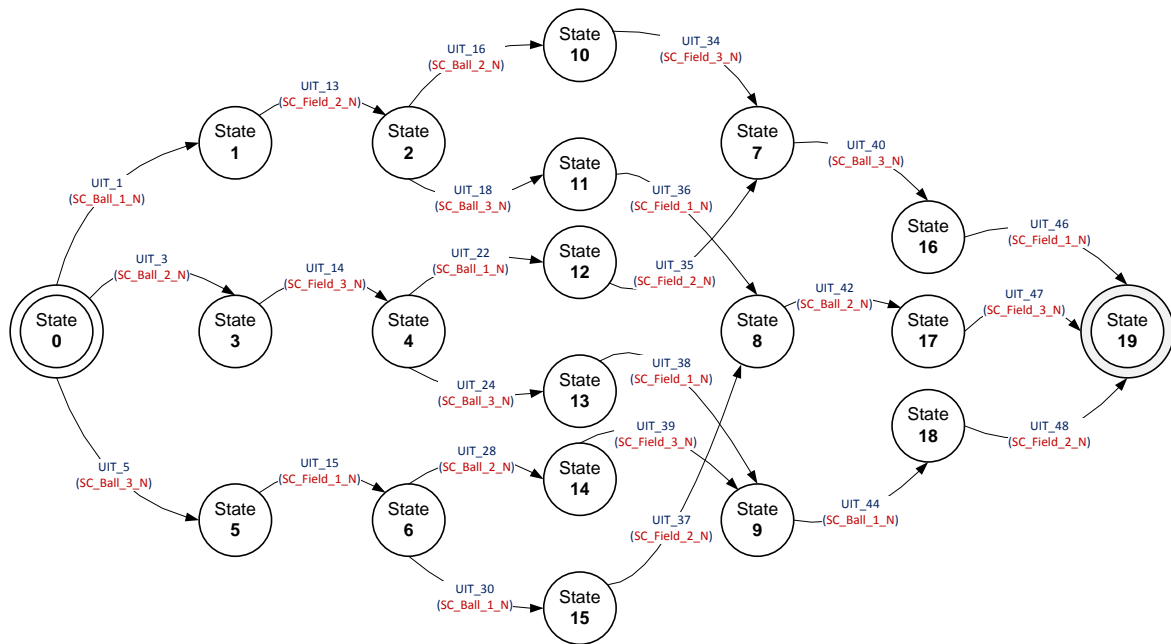 State
10
UIT_16
(SC_Ball_2_N)
UIT_34
(SC_Field_3_N)
UIT_13
(SC_Field_2_N)
State
1
State
2
State
7
UIT_40
(SC_Ball_3_N)
UIT_1
(SC_Ball_1_N)
UIT_18
(SC_Ball_3_N)
State
11
UIT_36
(SC_Field_1_N)
State
16
UIT_46
(SC_Field_1_N)
UIT_3
(SC_Ball_2_N)
UIT_14
(SC_Field_3_N)
UIT_22
(SC_Ball_1_N)
State
12
UIT_35
(SC_Field_2_N)
State
0
State
3
State
4
State
8
UIT_42
(SC_Ball_2_N)
State
17
UIT_47
(SC_Field_3_N)
State
19
UIT_24
(SC_Ball_3_N)
State
13
UIT_38
(SC_Field_1_N)
State
18
UIT_48
(SC_Field_2_N)
UIT_5
(SC_Ball_3_N)
UIT_15
(SC_Field_1_N)
UIT_28
(SC_Ball_2_N)
State
14
UIT_39
(SC_Field_3_N)
State
5
State
6
UIT_37
(SC_Field_2_N)
State
9
UIT_44
(SC_Ball_1_N)
UIT_30
(SC_Ball_1_N)
State
15